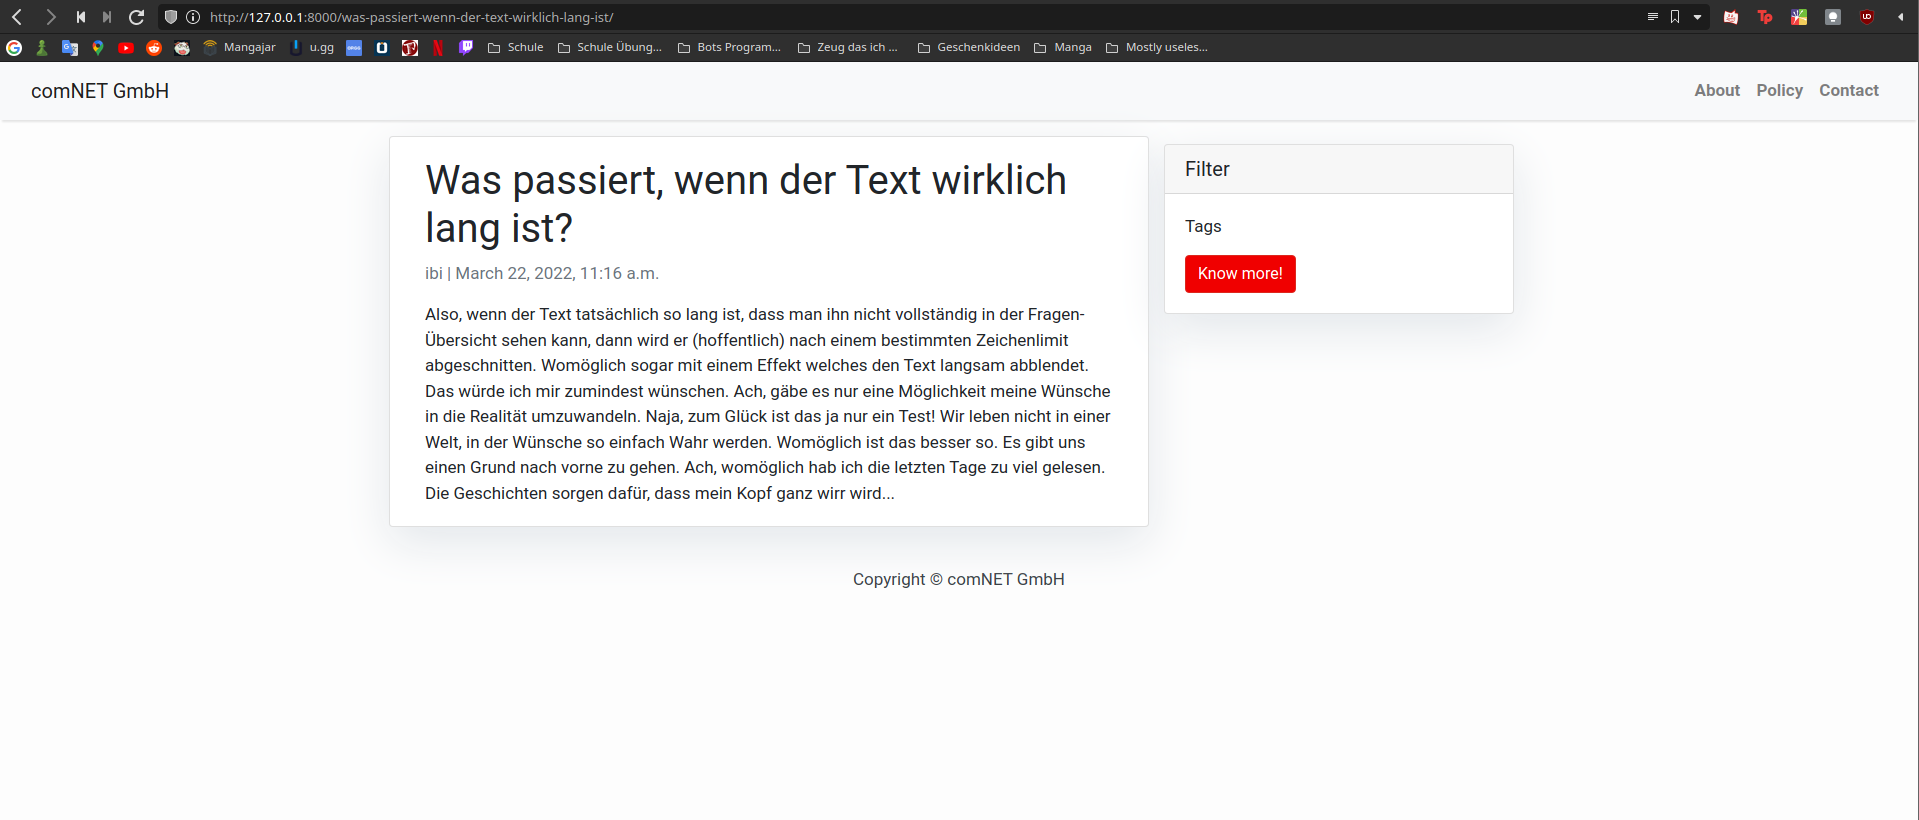 http://127.0.0.1:8000/was-passiert-wenn-der-text-wirklich-lang-ist/
Mangajar u.gg Schule Schule Übung... Bots Program... Zeug das ich ... Geschenkideen Manga Mostly useles...
comNET GmbH About Policy Contact
Was passiert, wenn der Text wirklich
lang ist?
ibi | March 22, 2022, 11:16 a.m.
Also, wenn der Text tatsächlich so lang ist, dass man ihn nicht vollständig in der Fragen-
Übersicht sehen kann, dann wird er (hoffentlich) nach einem bestimmten Zeichenlimit
abgeschnitten. Womöglich sogar mit einem Effekt welches den Text langsam abblendet.
Das würde ich mir zumindest wünschen. Ach, gäbe es nur eine Möglichkeit meine Wünsche
in die Realität umzuwandeln. Naja, zum Glück ist das ja nur ein Test! Wir leben nicht in einer
Welt, in der Wünsche so einfach Wahr werden. Womöglich ist das besser so. Es gibt uns
einen Grund nach vorne zu gehen. Ach, womöglich hab ich die letzten Tage zu viel gelesen.
Die Geschichten sorgen dafür, dass mein Kopf ganz wirr wird...
Filter
Tags
Know more!
Copyright © comNET GmbH